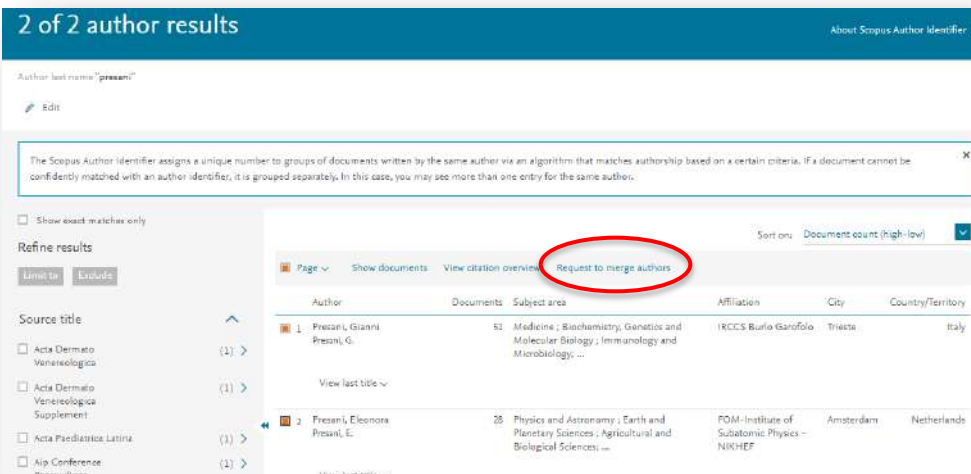 2 of 2 author results
About Scopus Author Identifier
Author last name "presani"
Edit
The Scopus Author Identifier assigns a unique number to groups of documents written by the same author via an algorithm that matches authorship based on a certain criteria. If a document cannot be
confidently matched with an author identifier, it is grouped separately. In this case, you may see more than one entry for the same author.
Show exact matches only
Sort on: Document count (high-low)
Refine results
Limit to Exclude
Page Show documents View citation overview Request to merge authors
Author Documents Subject area Affiliation City Country/Territory
Source title
1 Presani, Gianni 61 Medicine ; Biochemistry, Genetics and IRCCS Burlo Garofolo Trieste Italy
Presani, G. Molecular Biology ; Immunology and
Microbiology; ...
Acta Dermato (1)
Venereologica
View last title
Acta Dermato (1)
Venereologica
Supplement
2 Presani, Eleonora 28 Physics and Astronomy ; Earth and FOM-Institute of Amsterdam Netherlands
Presani, E. Planetary Sciences ; Agricultural and Subatomic Physics -
Biological Sciences; ... NIKHEF
Acta Paediatrica Latina (1)
Aip Conference (1)